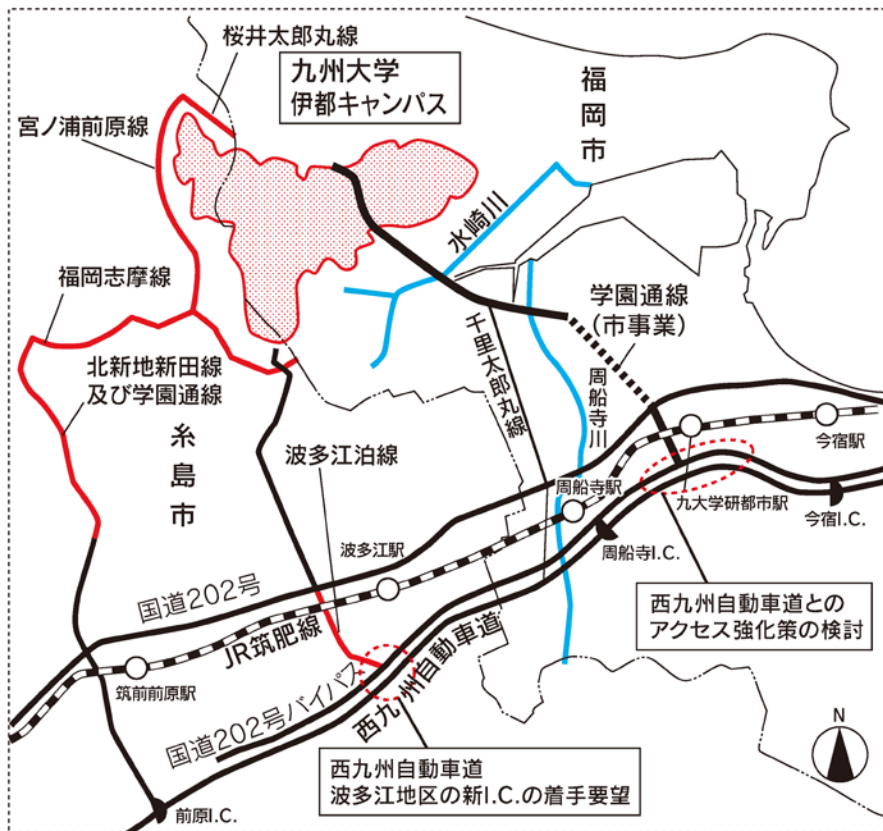 桜井太郎丸線
九州大学
伊都キャンパス
福岡市
宮ノ浦前原線
水崎川
福岡志摩線
学園通線
(市事業)
北新地新田線
及び学園通線
千里太郎丸線
周船寺川
糸島市
波多江泊線
今宿駅
周船寺駅
九大学研都市駅
今宿I.C.
波多江駅
周船寺I.C.
国道202号
JR筑肥線
西九州自動車道との
アクセス強化策の検討
筑前前原駅
国道202号バイパス
西九州自動車道
N
西九州自動車道
波多江地区の新I.C.の着手要望
前原I.C.